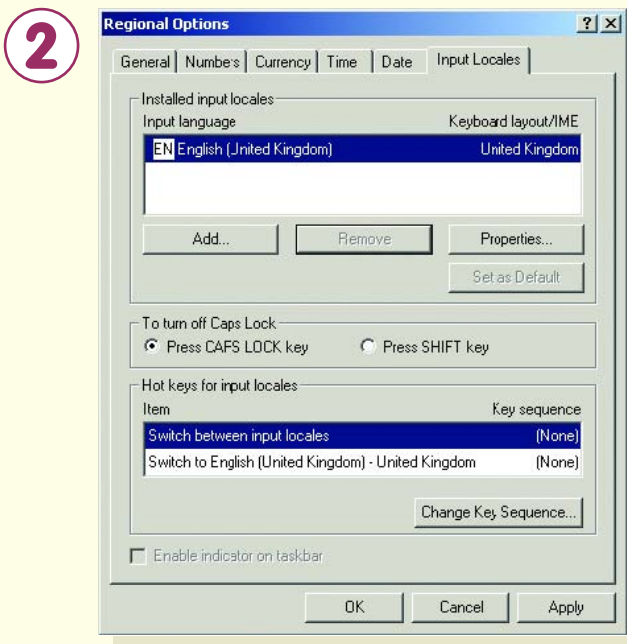 2
Regional Options
General Numbers Currency Time Date Input Locales
Installed input locales
Input language Keyboard layout/IME
EN English (United Kingdom) United Kingdom
Add... Remove Properties...
Set as Default
To turn off Caps Lock
Press CAPS LOCK key Press SHIFT key
Hot keys for input locales
Item Key sequence
Switch between input locales (None)
Switch to English (United Kingdom) - United Kingdom (None)
Change Key Sequence...
Enable indicator on taskbar
OK Cancel Apply